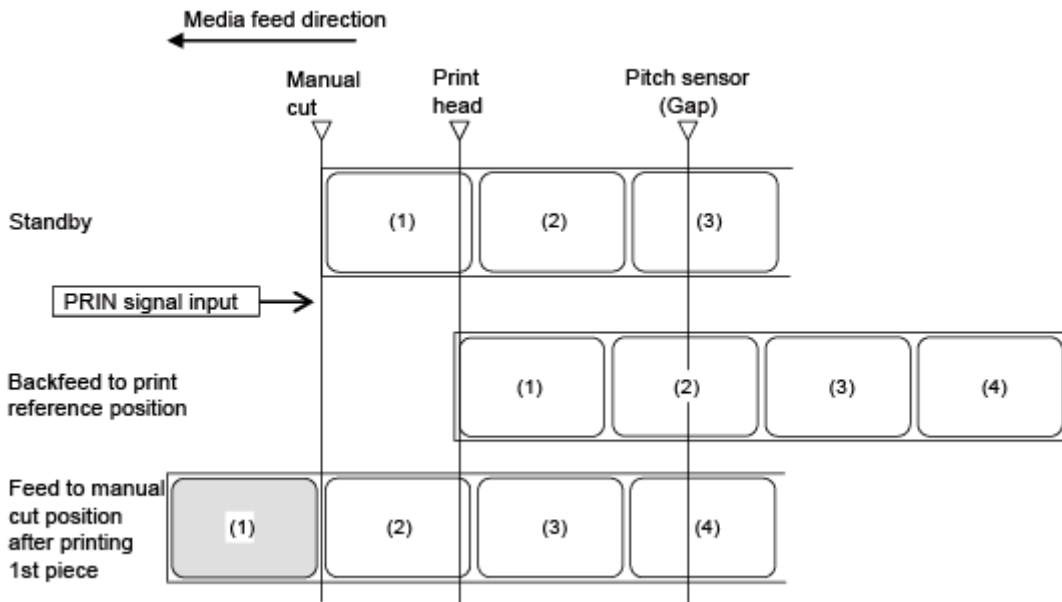 Media feed direction
Manual
cut
Print
head
Pitch sensor
(Gap)
Standby
(1)
(2)
(3)
PRIN signal input
Backfeed to print
reference position
(1)
(2)
(3)
(4)
Feed to manual
cut position
after printing
1st piece
(1)
(2)
(3)
(4)